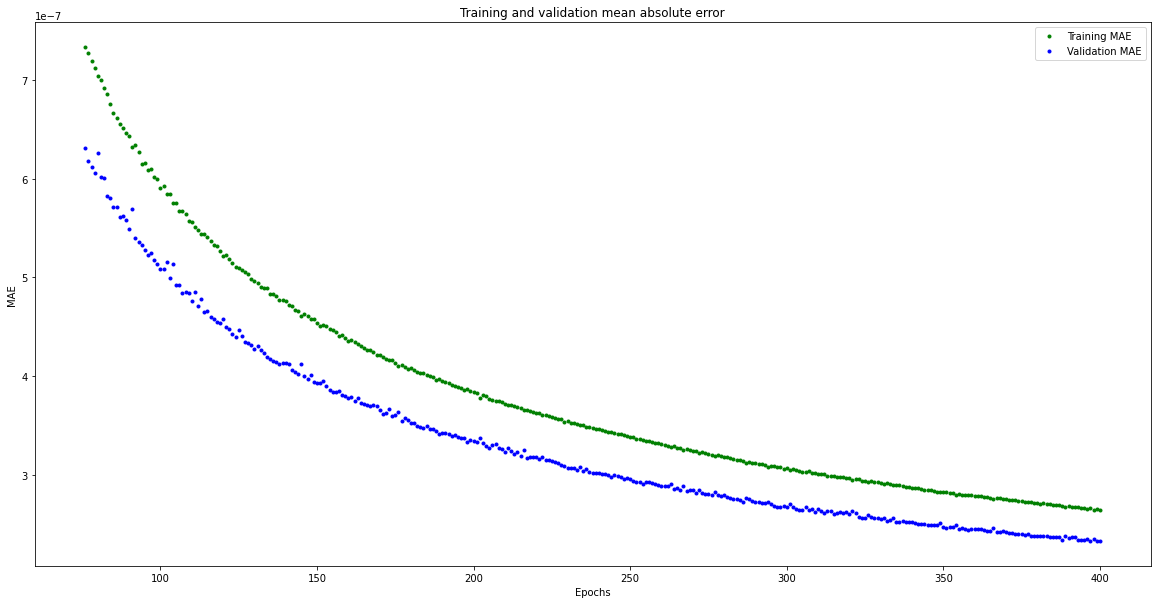 Training and validation mean absolute error
1e−7
Training MAE
Validation MAE
7
6
5
4
3
MAE
100 150 200 250 300 350 400
Epochs